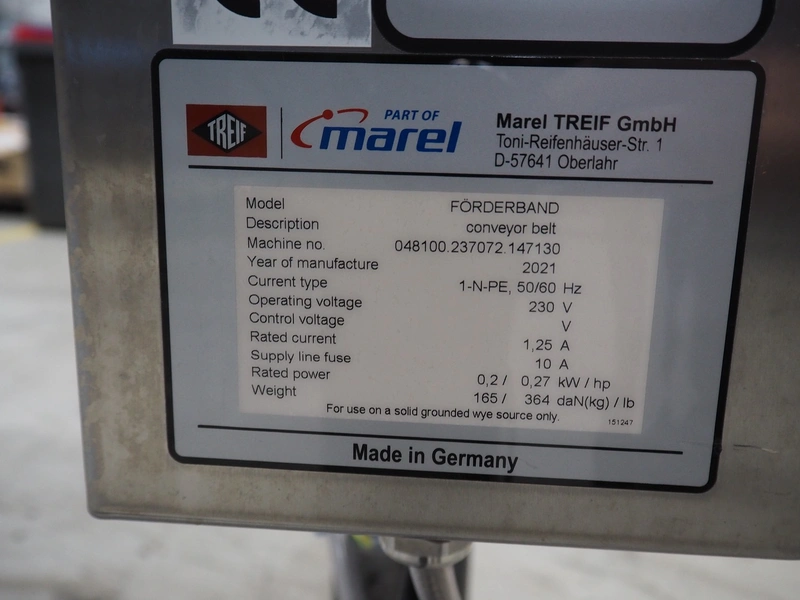 TREIF
PART OF
marel
Marel TREIF GmbH
Toni-Reifenhäuser-Str. 1
D-57641 Oberlahr
Model FÖRDERBAND
Description conveyor belt
Machine no. 048100.237072.147130
Year of manufacture 2021
Current type 1-N-PE, 50/60 Hz
Operating voltage 230 V
Control voltage V
Rated current 1,25 A
Supply line fuse 10 A
Rated power 0,2 / 0,27 kW / hp
Weight 165 / 364 daN(kg) / lb
For use on a solid grounded wye source only.
151247
Made in Germany